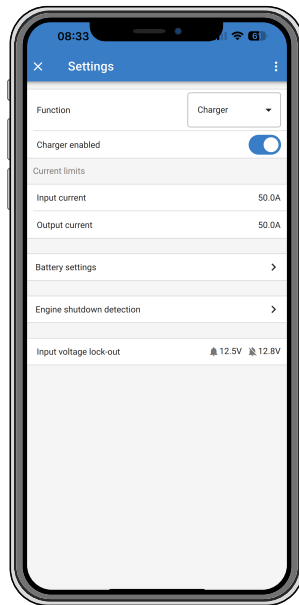 08:33
61
Settings
Function
Charger
Charger enabled
Current limits
Input current 50.0A
Output current 50.0A
Battery settings
Engine shutdown detection
Input voltage lock-out 12.5V 12.8V